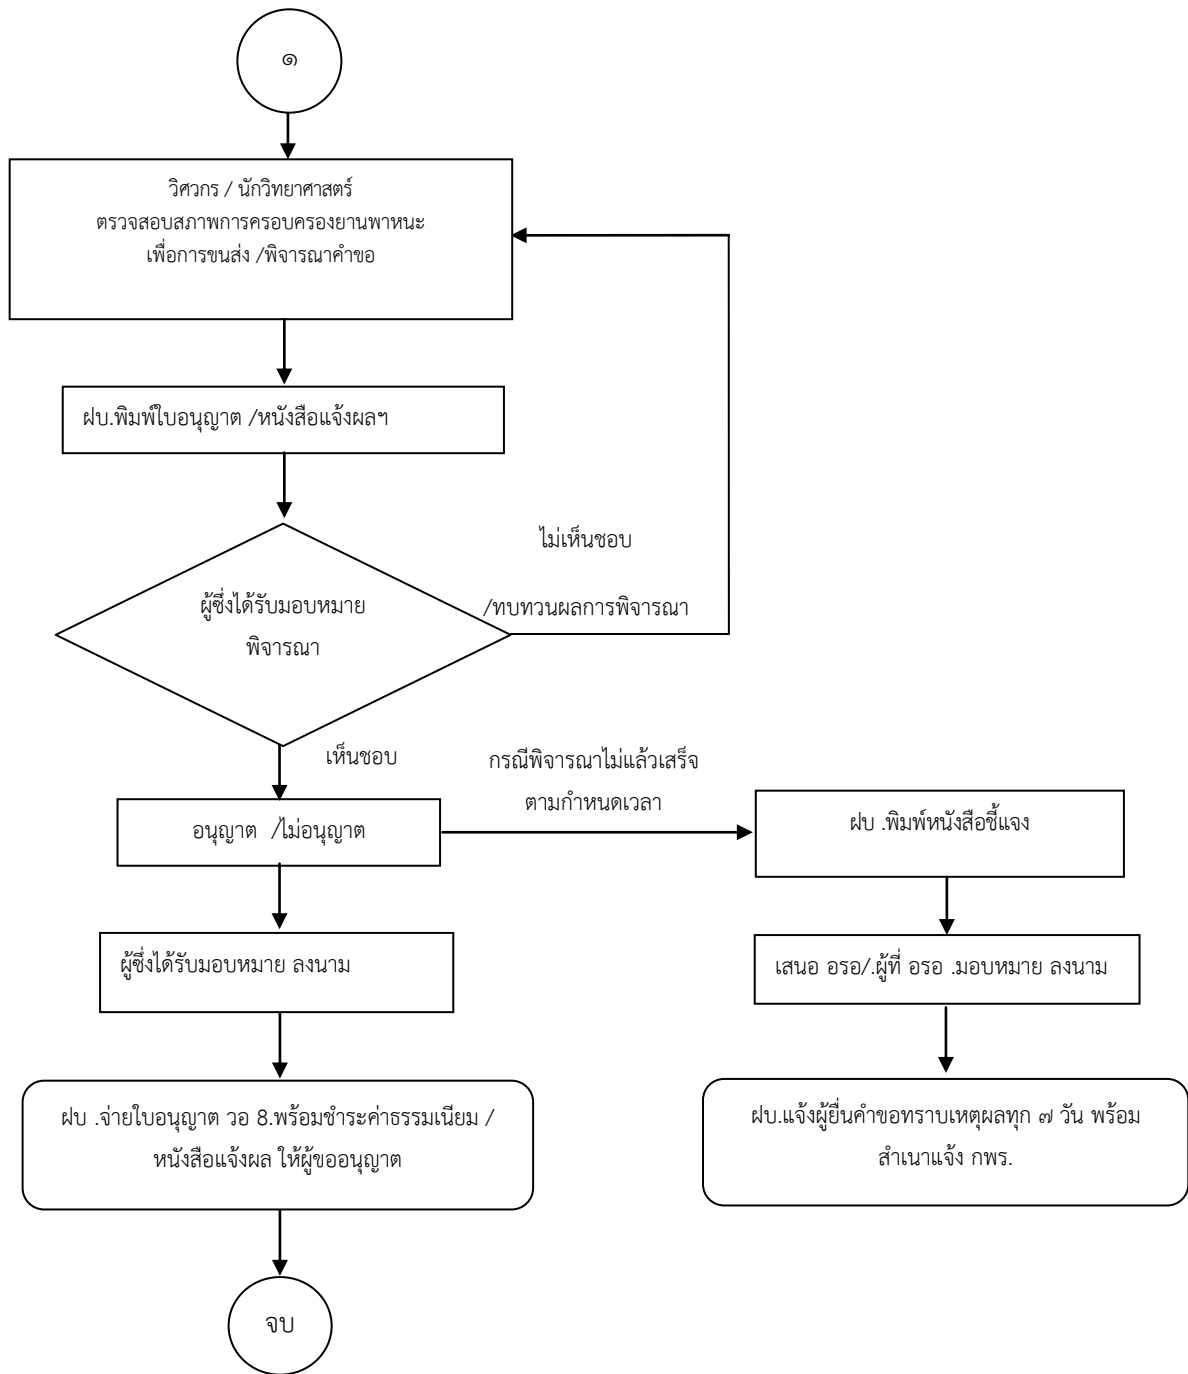 ๑
วิศวกร / นักวิทยาศาสตร์
ตรวจสอบสภาพการครอบครองยานพาหนะ
เพื่อการขนส่ง /พิจารณาคำขอ
ฝบ.พิมพ์ใบอนุญาต /หนังสือแจ้งผลฯ
ไม่เห็นชอบ
/ทบทวนผลการพิจารณา
ผู้ซึ่งได้รับมอบหมาย
พิจารณา
เห็นชอบ
กรณีพิจารณาไม่แล้วเสร็จ
ตามกำหนดเวลา
อนุญาต /ไม่อนุญาต
ฝบ .พิมพ์หนังสือชี้แจง
ผู้ซึ่งได้รับมอบหมาย ลงนาม
เสนอ อรอ/.ผู้ที่ อรอ .มอบหมาย ลงนาม
ฝบ .จ่ายใบอนุญาต วอ 8.พร้อมชำระค่าธรรมเนียม /
หนังสือแจ้งผล ให้ผู้ขออนุญาต
ฝบ.แจ้งผู้ยื่นคำขอทราบเหตุผลทุก ๗ วัน พร้อม
สำเนาแจ้ง กพร.
จบ